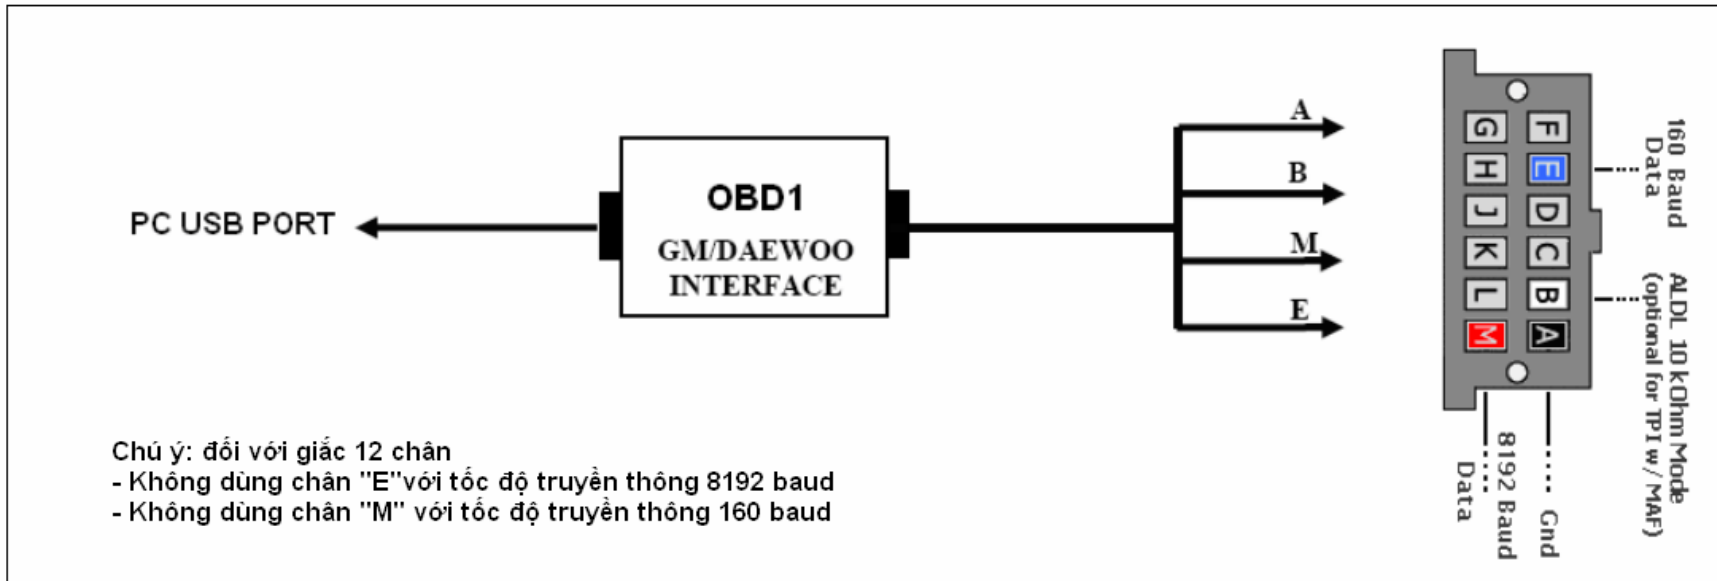 PC USB PORT
OBD1
GM/DAEWOO
INTERFACE
A
B
M
E
G F
H E
J D
K C
L B
M A
160 Baud
Data
ALDL 10 kOhm Mode
(optional for TPI w/ MAF)
8192 Baud
Data
Gnd
Chú ý: đối với giắc 12 chân
- Không dùng chân "E"với tốc độ truyền thông 8192 baud
- Không dùng chân "M" với tốc độ truyền thông 160 baud